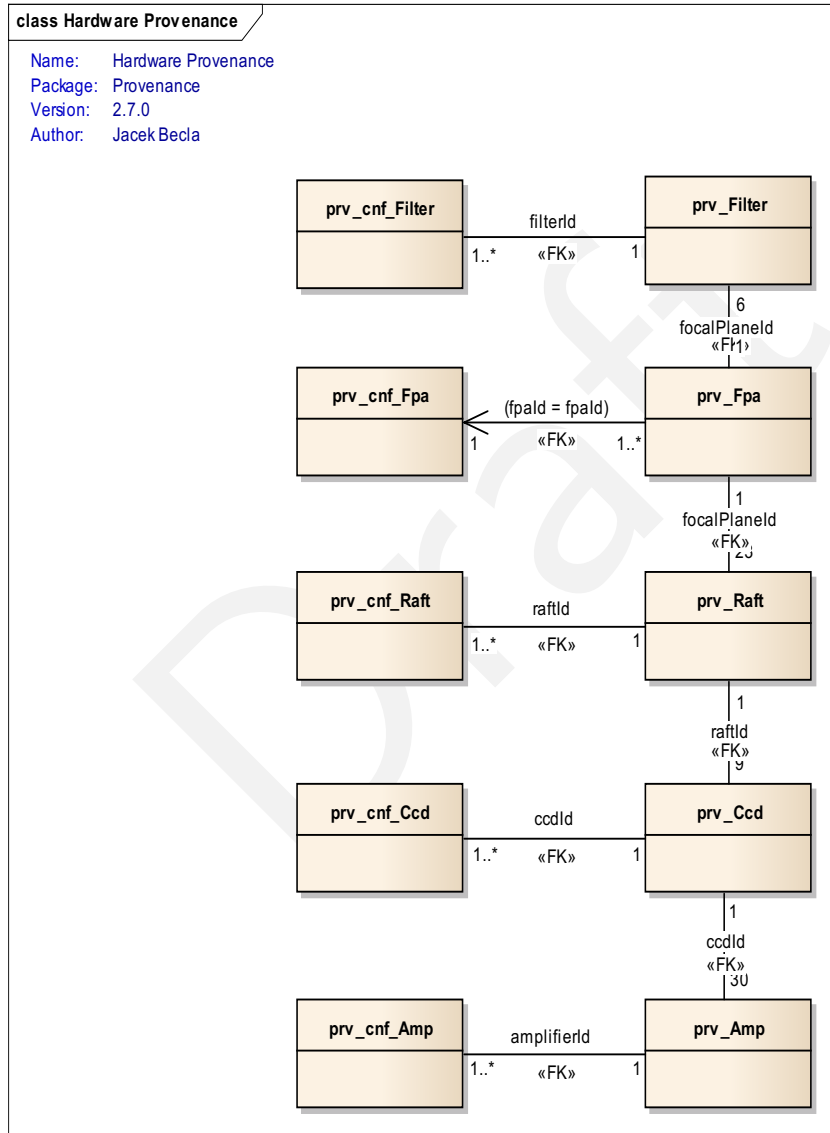 class Hardware Provenance
Name: Hardware Provenance
Package: Provenance
Version: 2.7.0
Author: Jacek Becla
prv_cnf_Filter
prv_Filter
filterId
1..* «FK» 1
6
focalPlaneId
«FK»
1
prv_cnf_Fpa
prv_Fpa
(fpaId = fpaId)
1 «FK» 1..*
1
focalPlaneId
«FK»
prv_cnf_Raft
prv_Raft
raftId
1..* «FK» 1
1
raftId
«FK»
9
prv_cnf_Ccd
prv_Ccd
ccdId
1..* «FK» 1
1
ccdId
«FK»
30
prv_cnf_Amp
prv_Amp
amplifierId
1..* «FK» 1
Draft